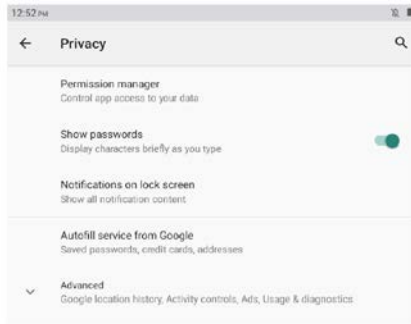 12:52 PM
Privacy
Permission manager
Control app access to your data
Show passwords
Display characters briefly as you type
Notifications on lock screen
Show all notification content
Autofill service from Google
Saved passwords, credit cards, addresses
Advanced
Google location history, Activity controls, Ads, Usage & diagnostics